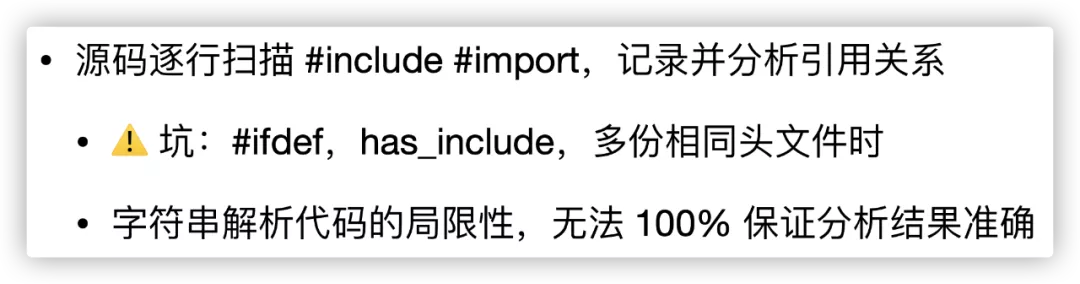 • 源码逐行扫描 #include #import，记录并分析引用关系
• ⚠️ 坑：#ifdef，has_include，多份相同头文件时
• 字符串解析代码的局限性，无法 100% 保证分析结果准确